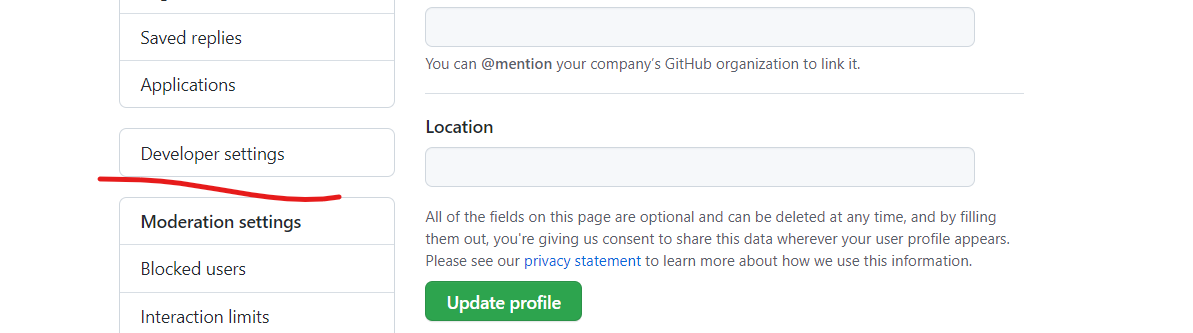 Saved replies
Applications
Developer settings
Moderation settings
Blocked users
Interaction limits
You can @mention your company's GitHub organization to link it.
Location
All of the fields on this page are optional and can be deleted at any time, and by filling
them out, you're giving us consent to share this data wherever your user profile appears.
Please see our privacy statement to learn more about how we use this information.
Update profile